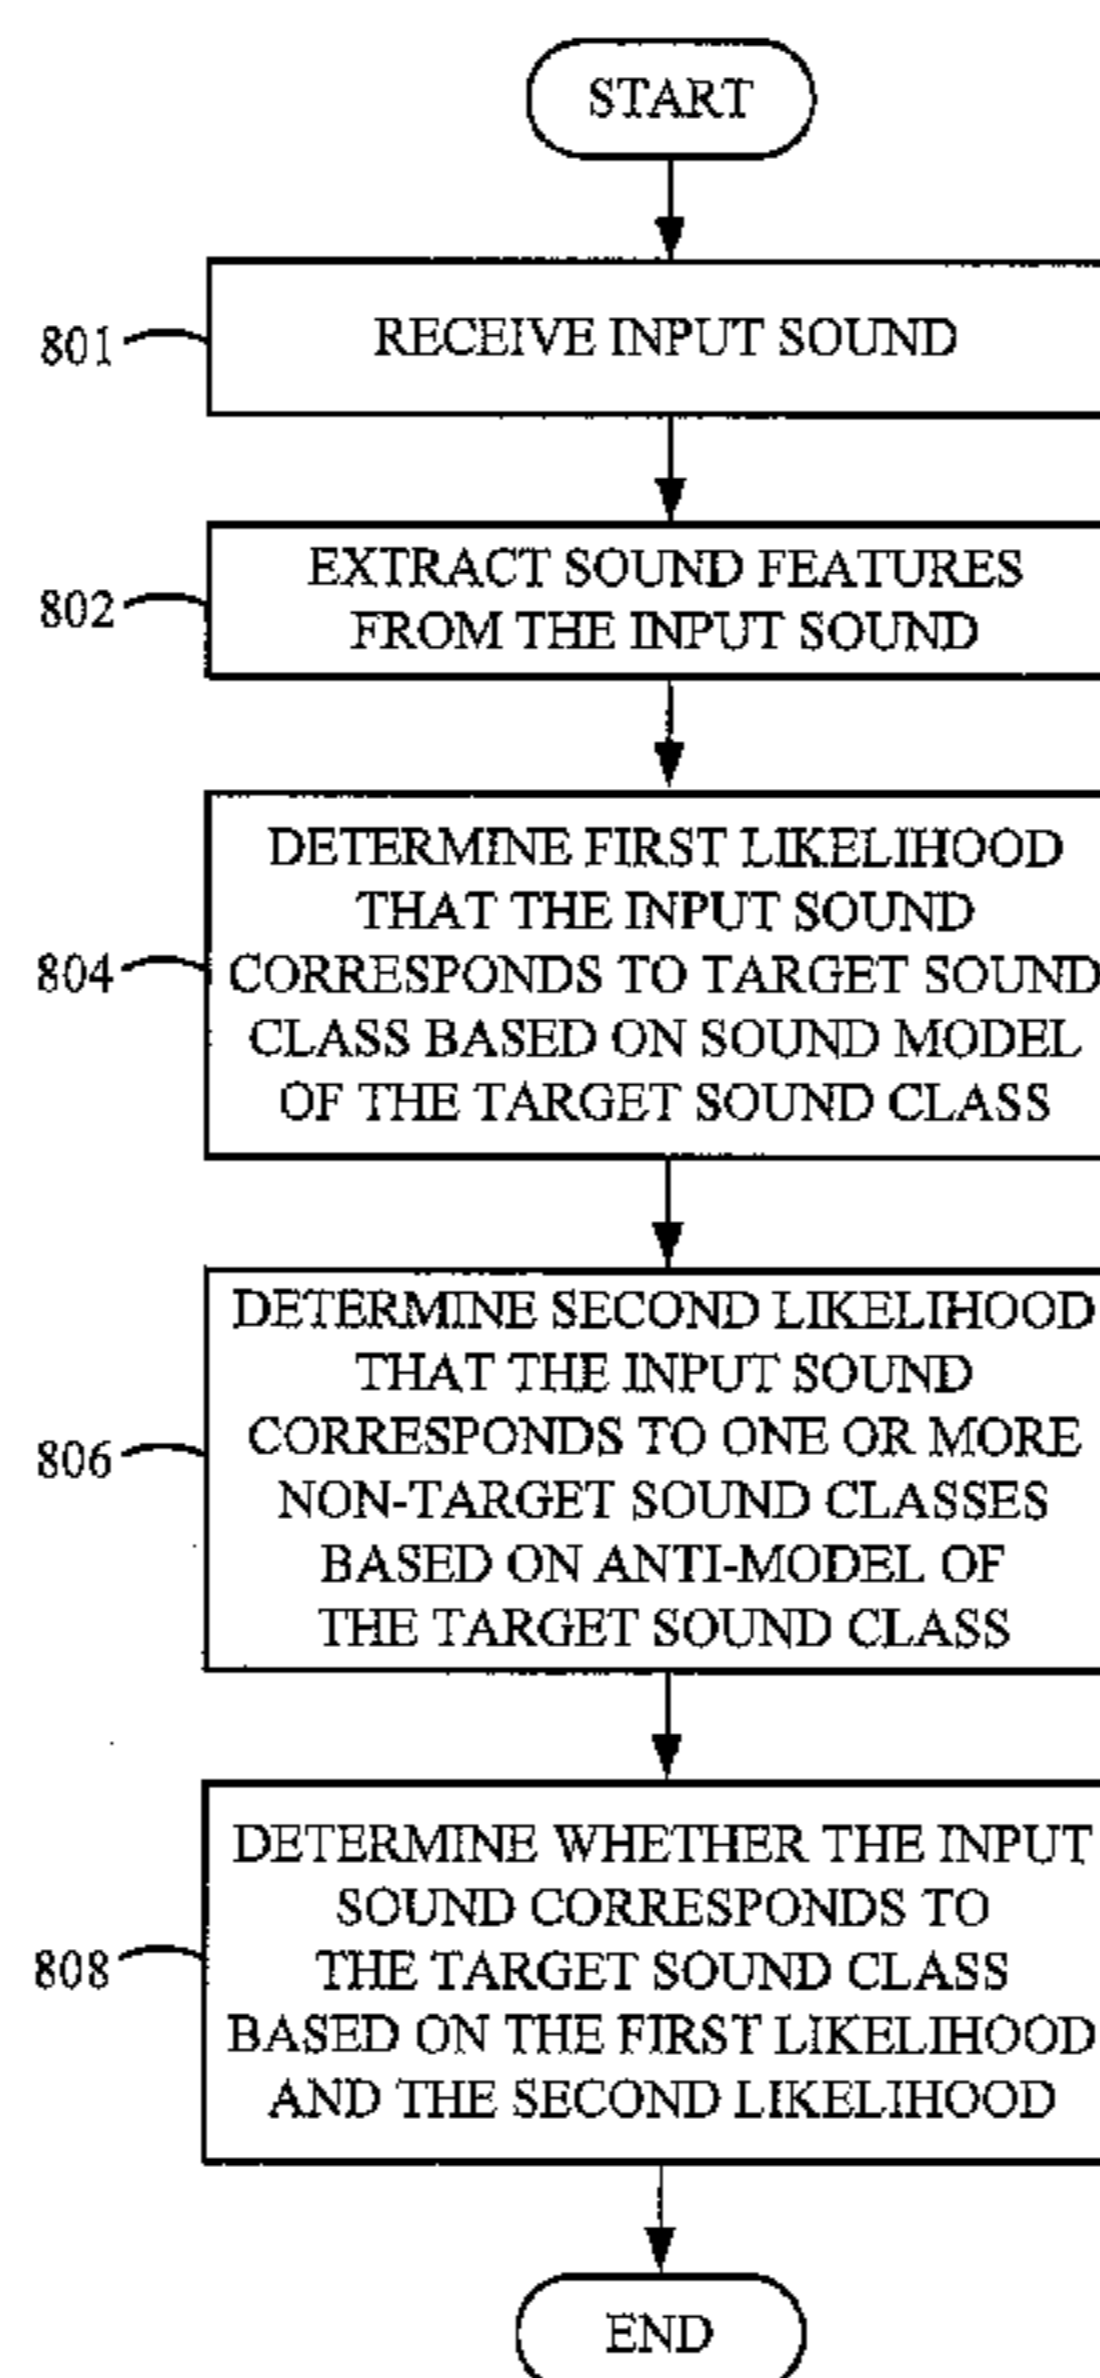 START
801
RECEIVE INPUT SOUND
802
EXTRACT SOUND FEATURES
FROM THE INPUT SOUND
804
DETERMINE FIRST LIKELIHOOD
THAT THE INPUT SOUND
CORRESPONDS TO TARGET SOUND
CLASS BASED ON SOUND MODEL
OF THE TARGET SOUND CLASS
806
DETERMINE SECOND LIKELIHOOD
THAT THE INPUT SOUND
CORRESPONDS TO ONE OR MORE
NON-TARGET SOUND CLASSES
BASED ON ANTI-MODEL OF
THE TARGET SOUND CLASS
808
DETERMINE WHETHER THE INPUT
SOUND CORRESPONDS TO
THE TARGET SOUND CLASS
BASED ON THE FIRST LIKELIHOOD
AND THE SECOND LIKELIHOOD
END